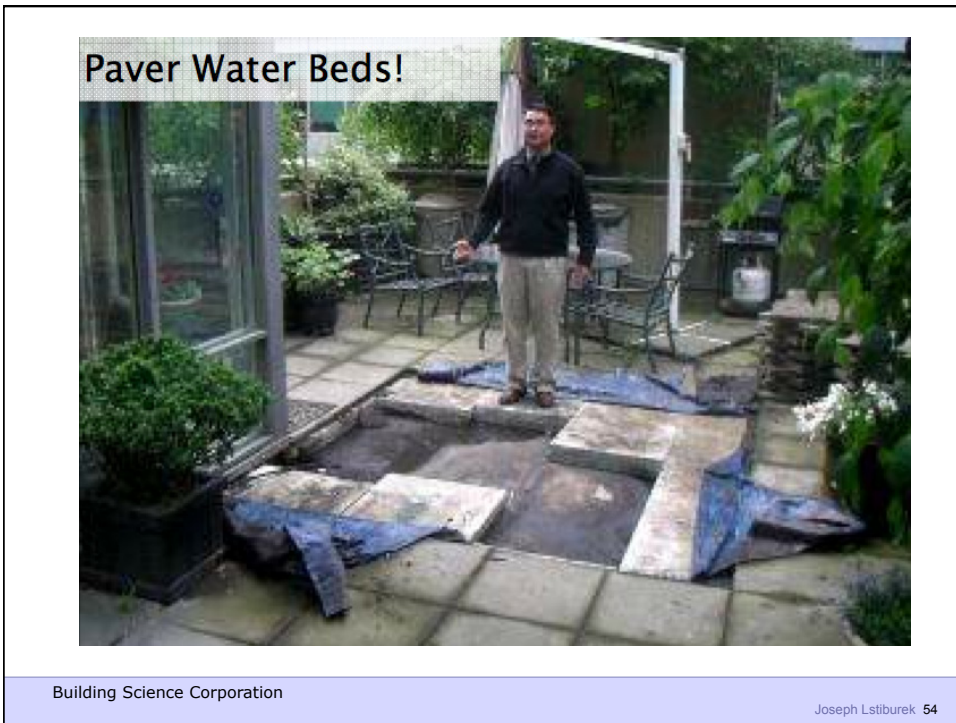 Paver Water Beds!
Building Science Corporation
Joseph Lstiburek 54